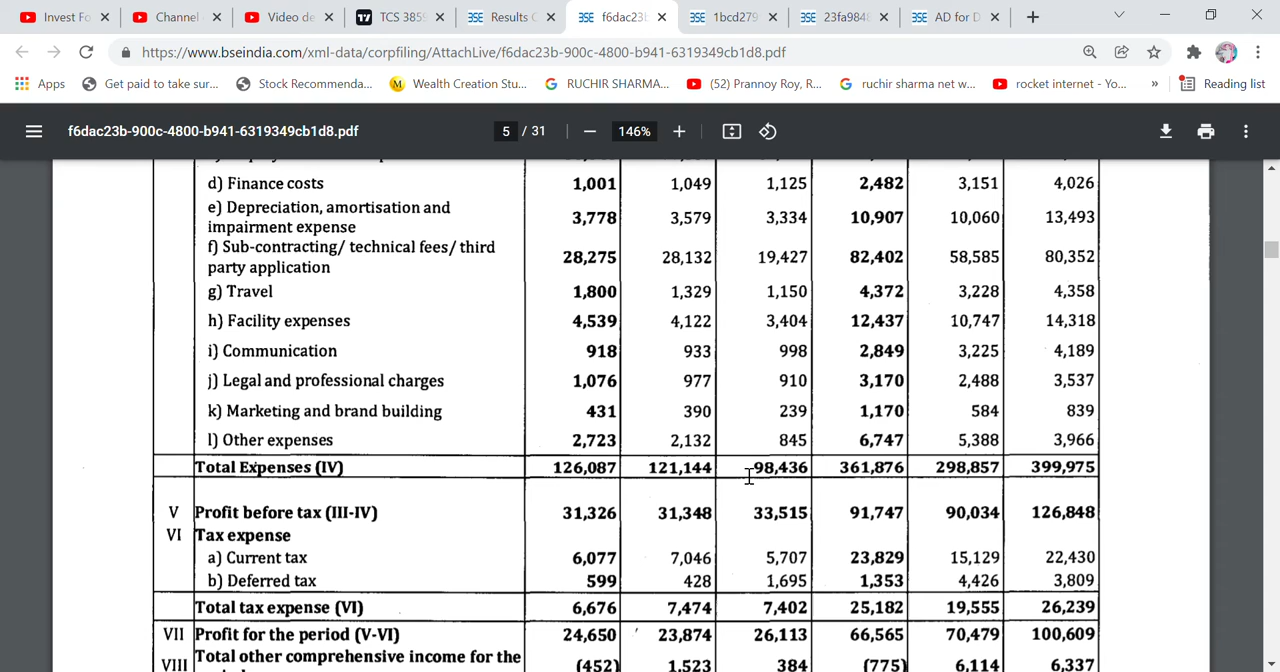 Invest Fo
Channel
Video de
TCS 3855
Results C
f6dac23
1bcd279
23fa984
AD for D
https://www.bseindia.com/xml-data/corpfiling/AttachLive/f6dac23b-900c-4800-b941-6319349cb1d8.pdf
Apps Get paid to take sur... Stock Recommenda... M Wealth Creation Stu... G RUCHIR SHARMA... (52) Prannoy Roy, R... G ruchir sharma net w... rocket internet - Yo... » Reading list
f6dac23b-900c-4800-b941-6319349cb1d8.pdf 5 / 31 146%
d) Finance costs 1,001 1,049 1,125 2,482 3,151 4,026
e) Depreciation, amortisation and
impairment expense 3,778 3,579 3,334 10,907 10,060 13,493
f) Sub-contracting/ technical fees/ third
party application 28,275 28,132 19,427 82,402 58,585 80,352
g) Travel 1,800 1,329 1,150 4,372 3,228 4,358
h) Facility expenses 4,539 4,122 3,404 12,437 10,747 14,318
i) Communication 918 933 998 2,849 3,225 4,189
j) Legal and professional charges 1,076 977 910 3,170 2,488 3,537
k) Marketing and brand building 431 390 239 1,170 584 839
l) Other expenses 2,723 2,132 845 6,747 5,388 3,966
Total Expenses (IV) 126,087 121,144 98,436 361,876 298,857 399,975
V Profit before tax (III-IV) 31,326 31,348 33,515 91,747 90,034 126,848
VI Tax expense
a) Current tax 6,077 7,046 5,707 23,829 15,129 22,430
b) Deferred tax 599 428 1,695 1,353 4,426 3,809
Total tax expense (VI) 6,676 7,474 7,402 25,182 19,555 26,239
VII Profit for the period (V-VI) 24,650 23,874 26,113 66,565 70,479 100,609
VIII Total other comprehensive income for the
(452) 1,523 384 (775) 6,114 6,337